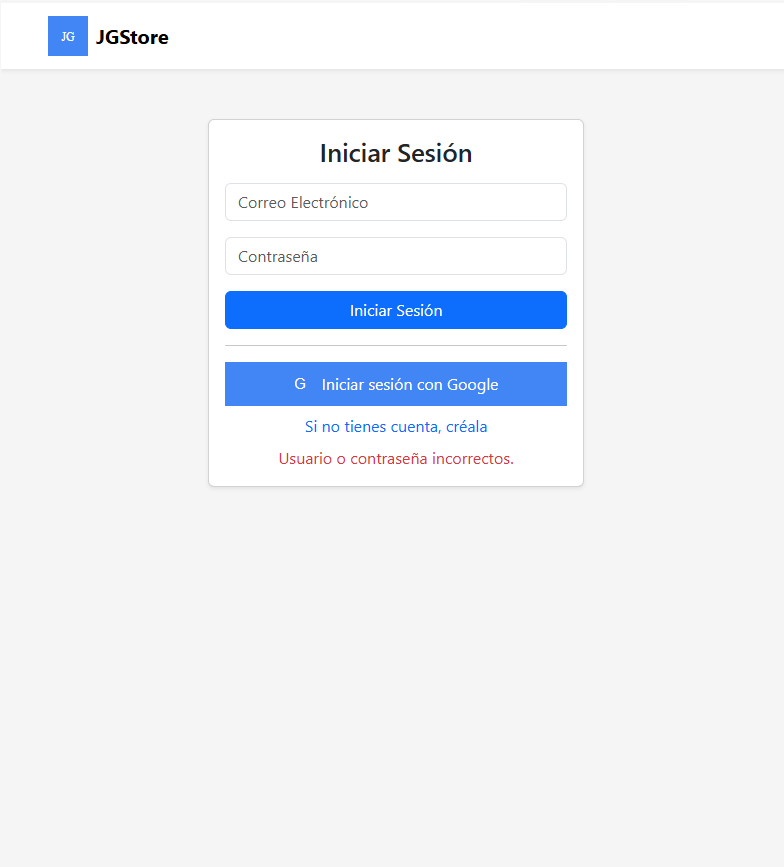 JG JGStore
Iniciar Sesión
Correo Electrónico
Contraseña
Iniciar Sesión
G Iniciar sesión con Google
Si no tienes cuenta, créala
Usuario o contraseña incorrectos.